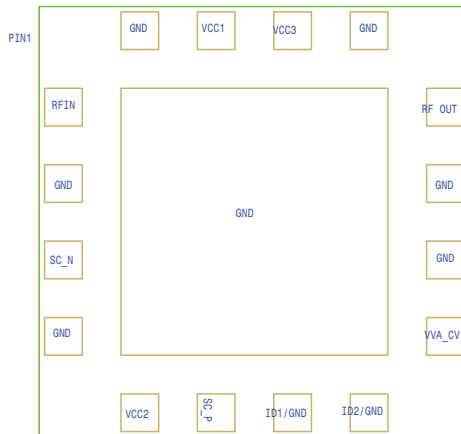 GND VCC1 VCC3 GND
PIN1
RFIN RF OUT
GND GND
GND
SC_N GND
GND VVA_CV
VCC2 SC_P ID1/GND ID2/GND